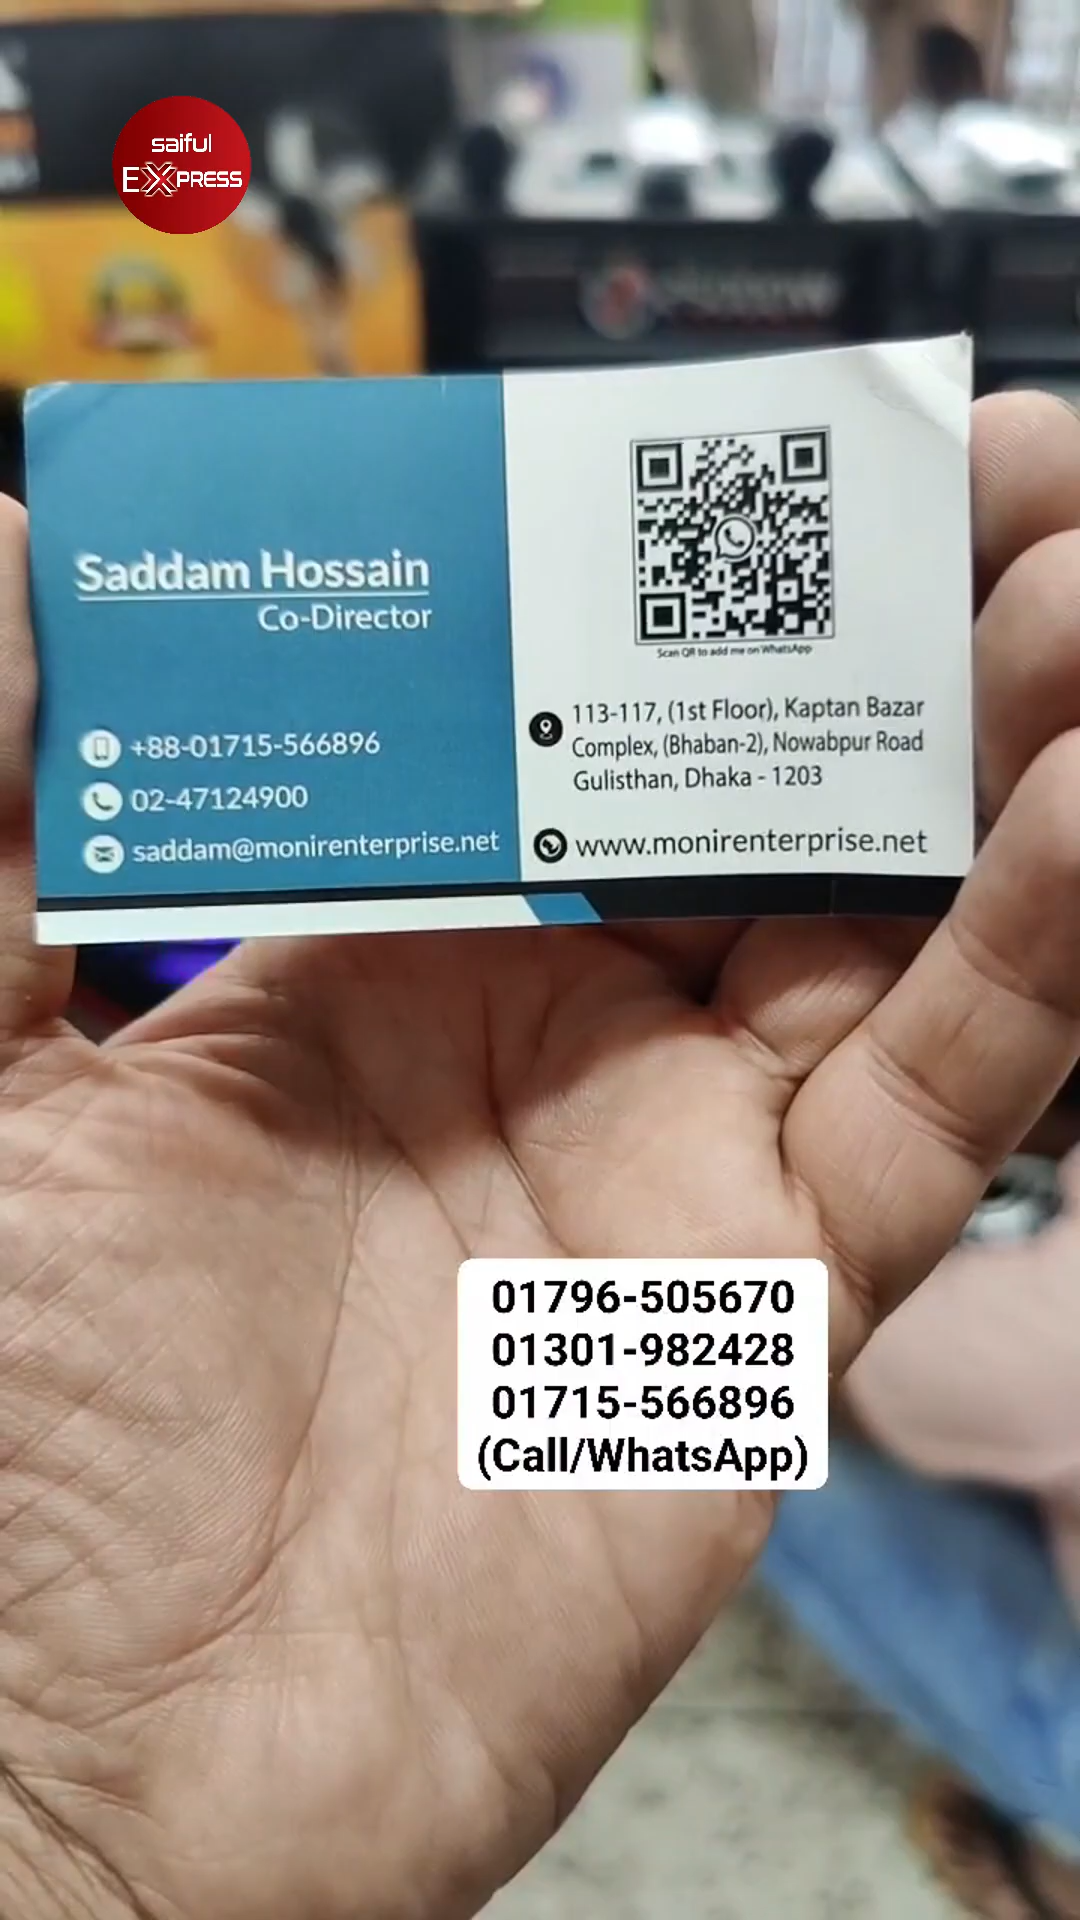 saiful
EXPRESS
Saddam Hossain
Co-Director
+88-01715-566896
02-47124900
saddam@monirenterprise.net
Scan QR to add me on WhatsApp
113-117, (1st Floor), Kaptan Bazar
Complex, (Bhaban-2), Nowabpur Road
Gulisthan, Dhaka - 1203
www.monirenterprise.net
01796-505670
01301-982428
01715-566896
(Call/WhatsApp)